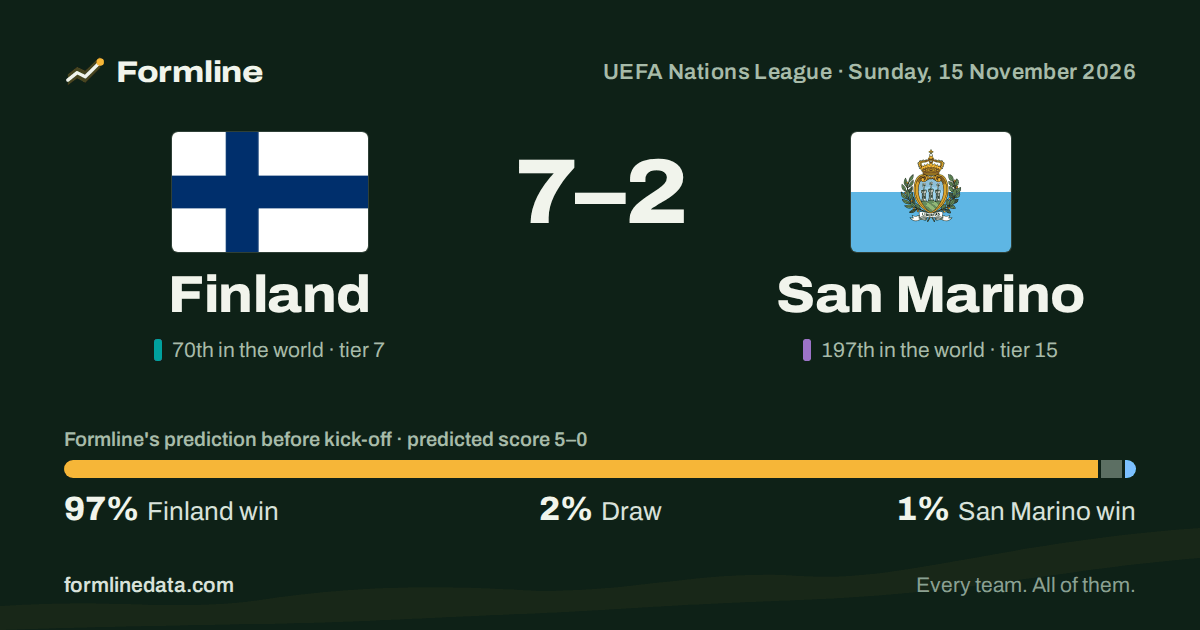 Formline
UEFA Nations League · Sunday, 15 November 2026
7–2
Finland
San Marino
70th in the world · tier 7
197th in the world · tier 15
Formline's prediction before kick-off · predicted score 5–0
97% Finland win
2% Draw
1% San Marino win
formlinedata.com
Every team. All of them.